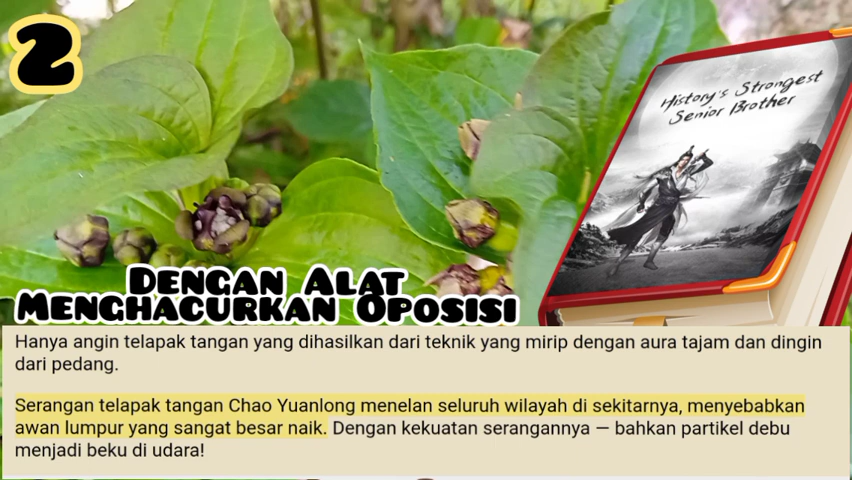 2
History's Strongest
Senior Brother
DENGAN ALAT
MENGHACURKAN OPOSISI
Hanya angin telapak tangan yang dihasilkan dari teknik yang mirip dengan aura tajam dan dingin
dari pedang.
Serangan telapak tangan Chao Yuanlong menelan seluruh wilayah di sekitarnya, menyebabkan
awan lumpur yang sangat besar naik. Dengan kekuatan serangannya — bahkan partikel debu
menjadi beku di udara!